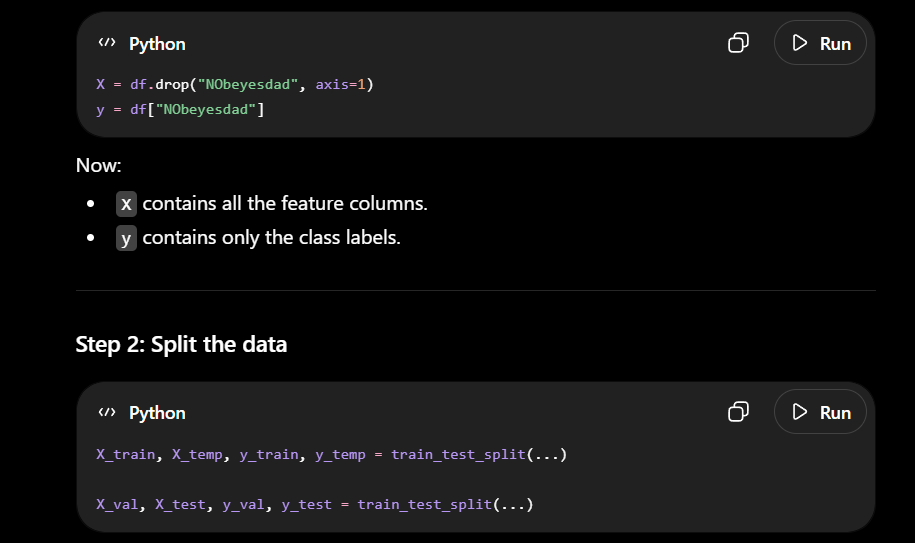 Python
Run
X = df.drop("NObeyesdad", axis=1)
y = df["NObeyesdad"]
Now:
X contains all the feature columns.
y contains only the class labels.
Step 2: Split the data
Python
Run
X_train, X_temp, y_train, y_temp = train_test_split(...)
X_val, X_test, y_val, y_test = train_test_split(...)